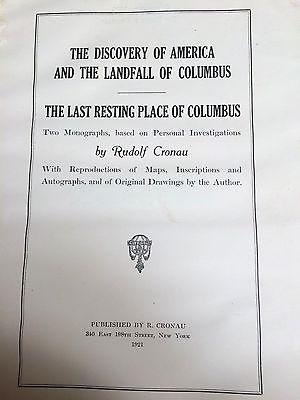 THE DISCOVERY OF AMERICA
AND THE LANDFALL OF COLUMBUS
THE LAST RESTING PLACE OF COLUMBUS
Two Monographs, based on Personal Investigations
by Rudolf Cronau
With Reproductions of Maps, Inscriptions and
Autographs, and of Original Drawings by the Author.
PUBLISHED BY R. CRONAU
340 East 198th Street, New York
1921